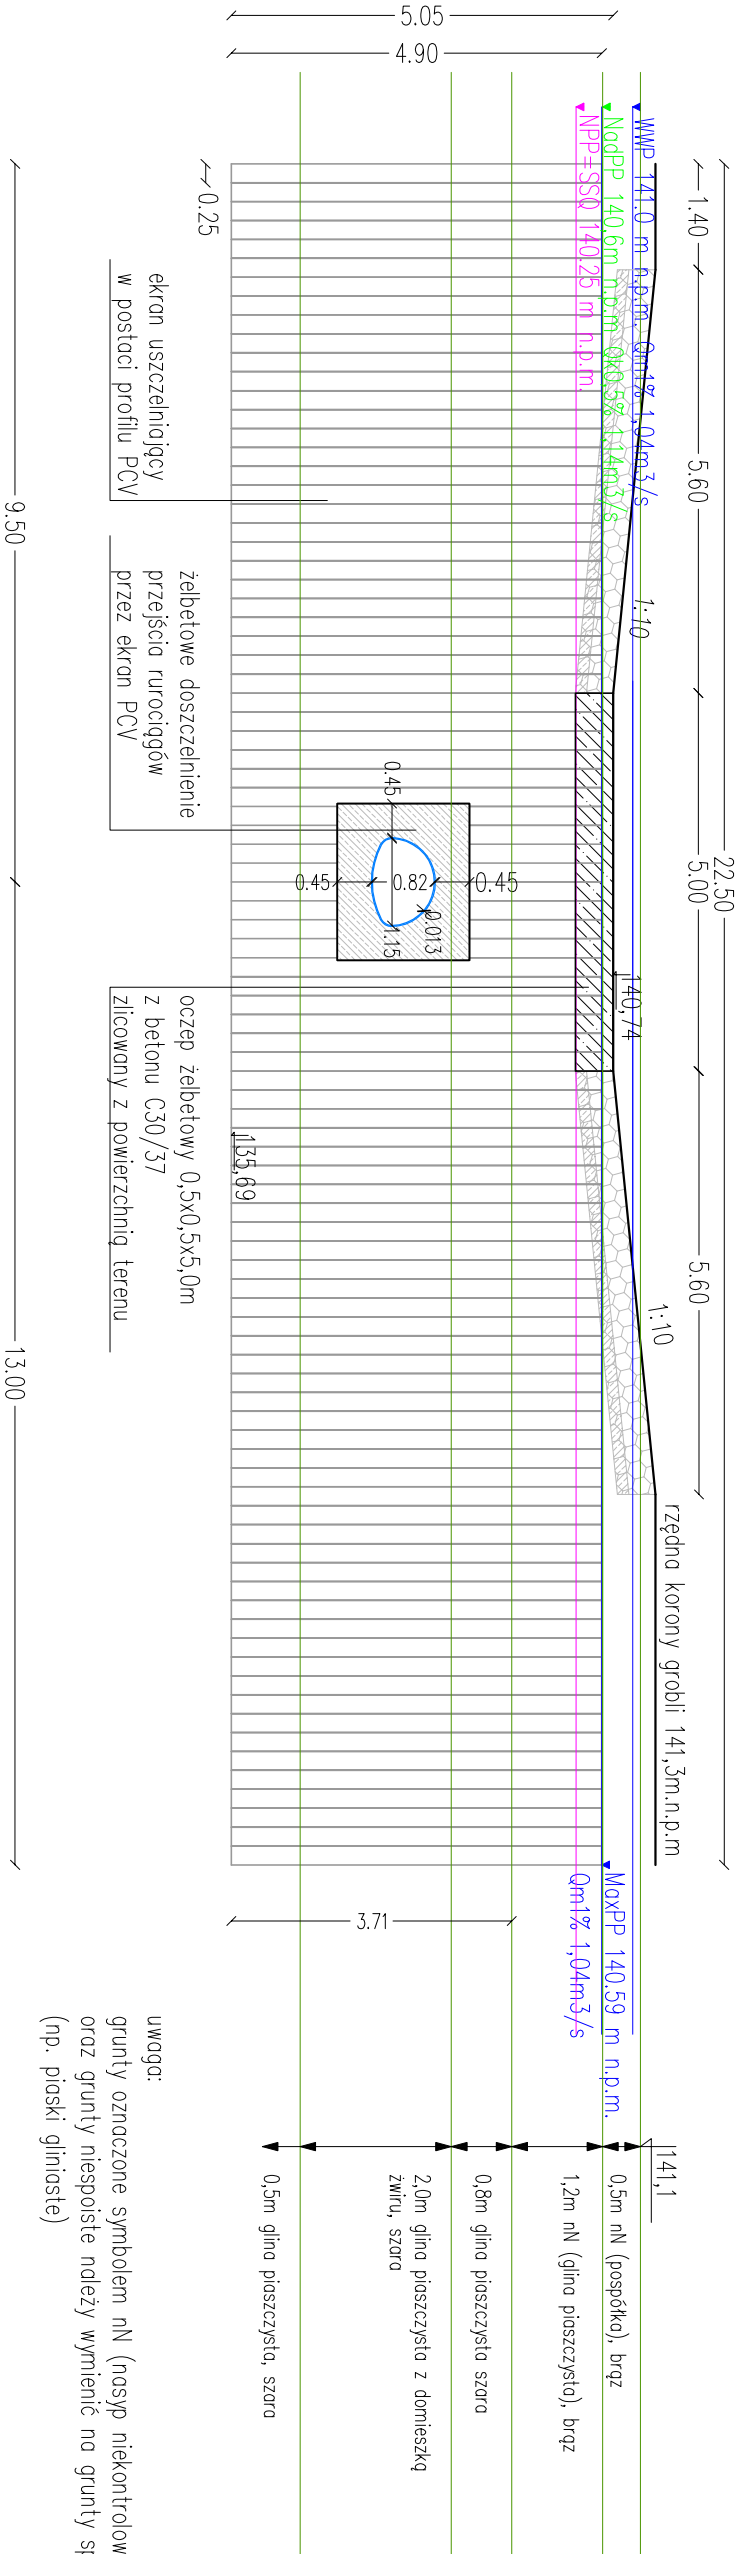 22.50
1.40
5.60
5.00
5.60
WWP 141.0 m n.p.m. Qm1% 1,04m3/s
NadPP 140,6m n.p.m Qk0,5% 1,14m3/s
NPP=SSQ 140.25 m n.p.m.
1:10
1:10
140,74
rzędna korony grobli 141,3m.n.p.m
MaxPP 140.59 m n.p.m.
Qm1% 1,04m3/s
5.05
4.90
0.45
0.45
0.82
0.45
1.15
0.013
135,69
3.71
0.25
ekran uszczelniający
w postaci profilu PCV
żelbetowe doszczelnienie
przejścia rurociągów
przez ekran PCV
oczep żelbetowy 0,5x0,5x5,0m
z betonu C30/37
zlicowany z powierzchnią terenu
9.50
13.00
141,1
0,5m nN (pospółka), brąz
1,2m nN (glina piaszczysta), brąz
0,8m glina piaszczysta szara
2,0m glina piaszczysta z domieszką
żwiru, szara
0,5m glina piaszczysta, szara
uwaga:
grunty oznaczone symbolem nN (nasyp niekontrolow
oraz grunty niespoiste należy wymienić na grunty sp
(np. piaski gliniaste)